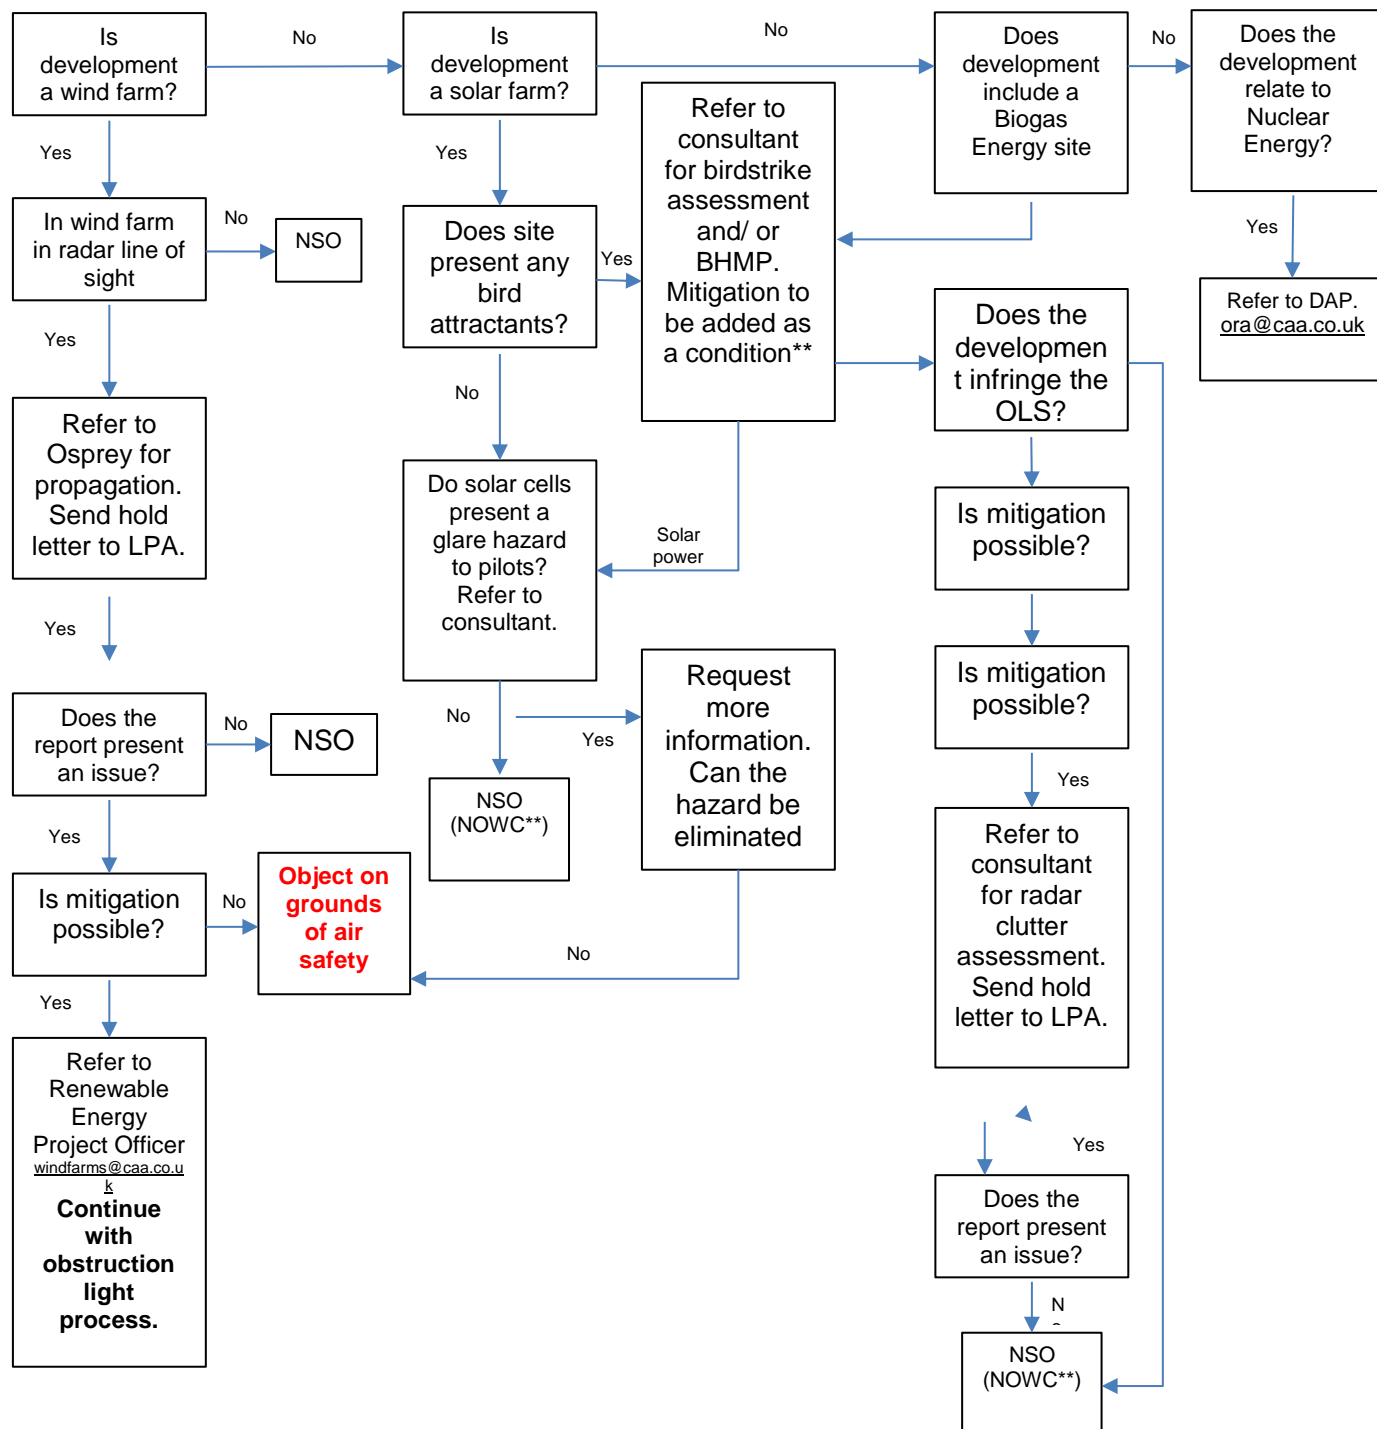 Is
development
a wind farm?
No
Is
development
a solar farm?
No
Does
development
include a
Biogas
Energy site
No
Does the
development
relate to
Nuclear
Energy?
Yes
Refer to DAP.
ora@caa.co.uk
Yes
In wind farm
in radar line of
sight
No
NSO
Yes
Refer to
Osprey for
propagation.
Send hold
letter to LPA.
Yes
Does the
report present
an issue?
No
NSO
Yes
Is mitigation
possible?
No
Object on
grounds
of air
safety
Yes
Refer to
Renewable
Energy
Project Officer
windfarms@caa.co.u
k
Continue
with
obstruction
light
process.
Yes
Does site
present any
bird
attractants?
Yes
Refer to
consultant
for birdstrike
assessment
and/ or
BHMP.
Mitigation to
be added as
a condition**
No
Do solar cells
present a
glare hazard
to pilots?
Refer to
consultant.
Solar
power
No
Yes
NSO
(NOWC**)
Request
more
information.
Can the
hazard be
eliminated
No
Does the
developmen
t infringe the
OLS?
Is mitigation
possible?
Is mitigation
possible?
Yes
Refer to
consultant
for radar
clutter
assessment.
Send hold
letter to LPA.
Yes
Does the
report present
an issue?
N
NSO
(NOWC**)